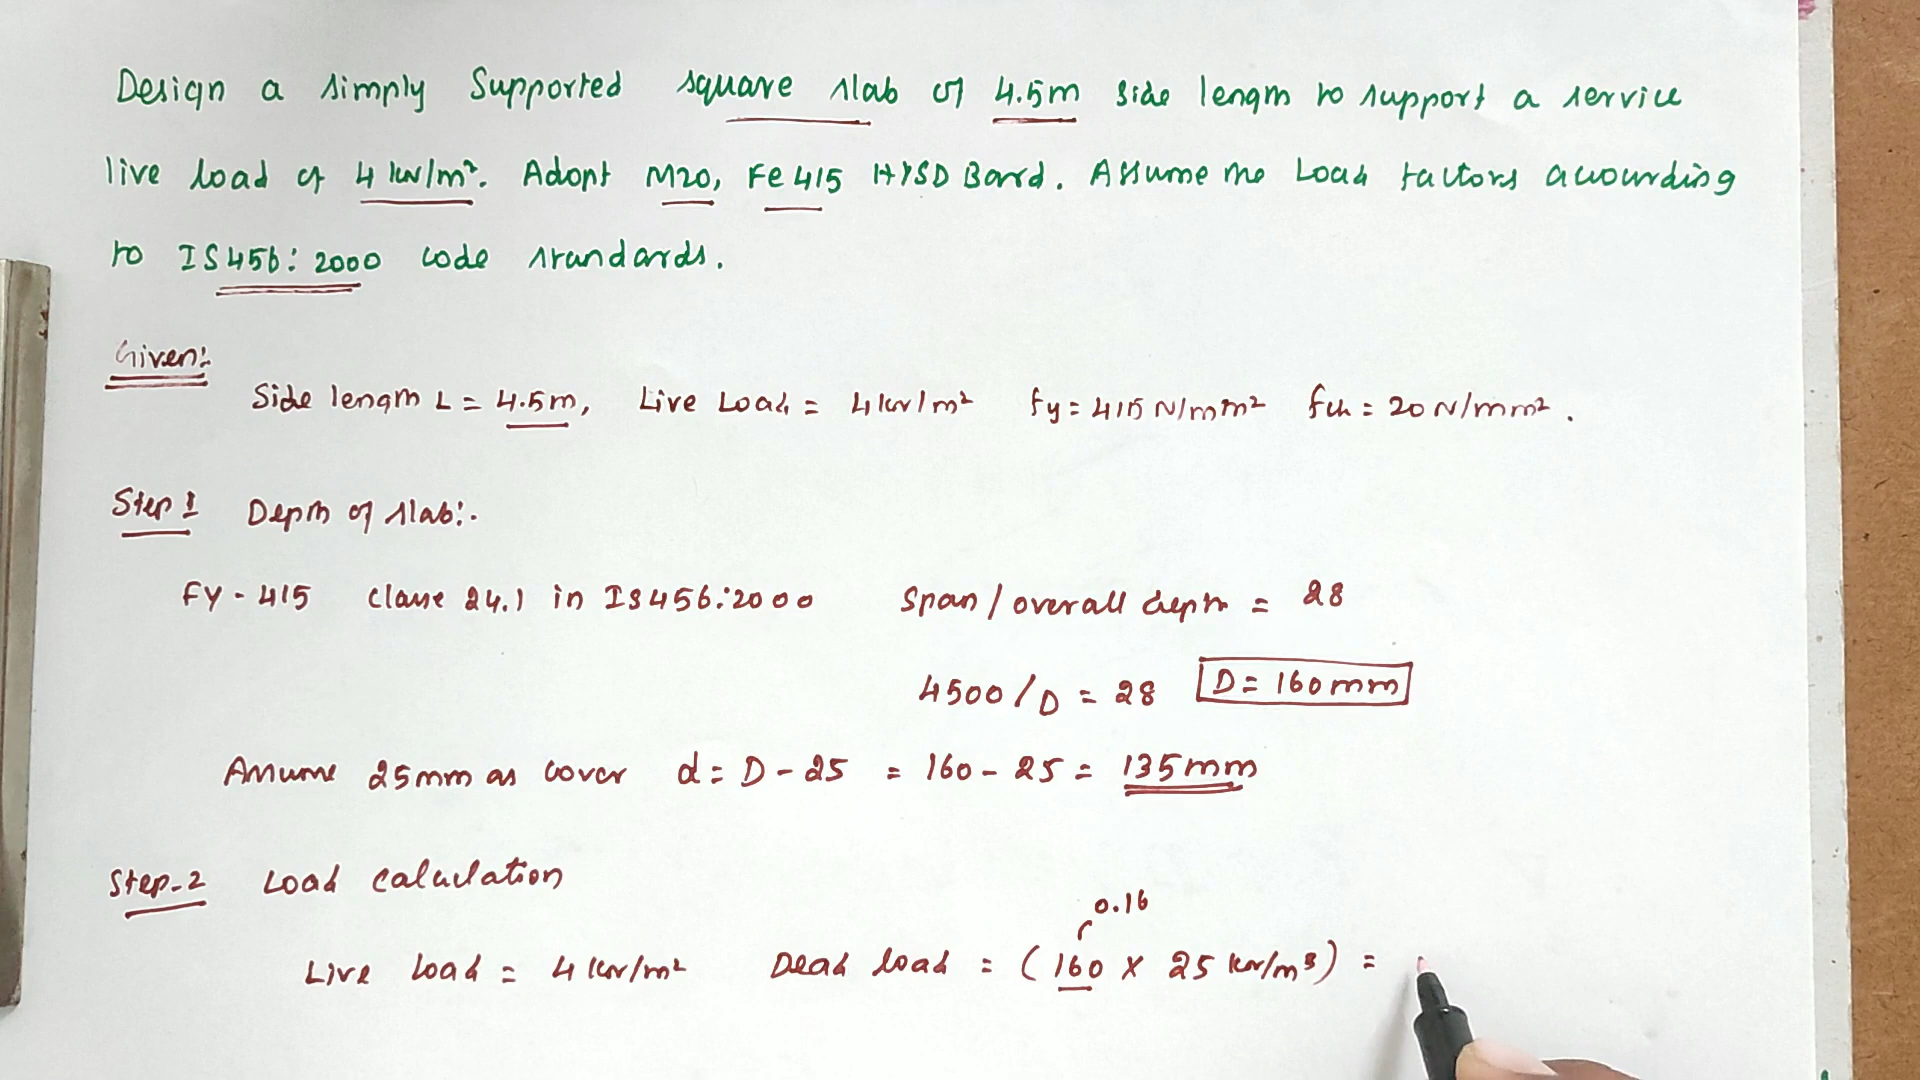 Design a simply supported square slab of 4.5m side length to support a service
live load of 4 kN/m². Adopt M20, Fe 415 HYSD Bard. Assume the Load factors according
to IS456: 2000 code standards.
Given:
Side length L = 4.5m, Live Load = 4 kN/m² fy = 415 N/mm² fck = 20 N/mm².
Step 1 Depth of slab:.
FY - 415 clause 24.1 in IS456:2000 Span / overall depth = 28
4500 / D = 28 D = 160mm
Assume 25mm as cover d = D - 25 = 160 - 25 = 135mm
Step-2 Load calculation
0.16
Live load = 4 kN/m² Dead load = (160 x 25 kN/m³) =